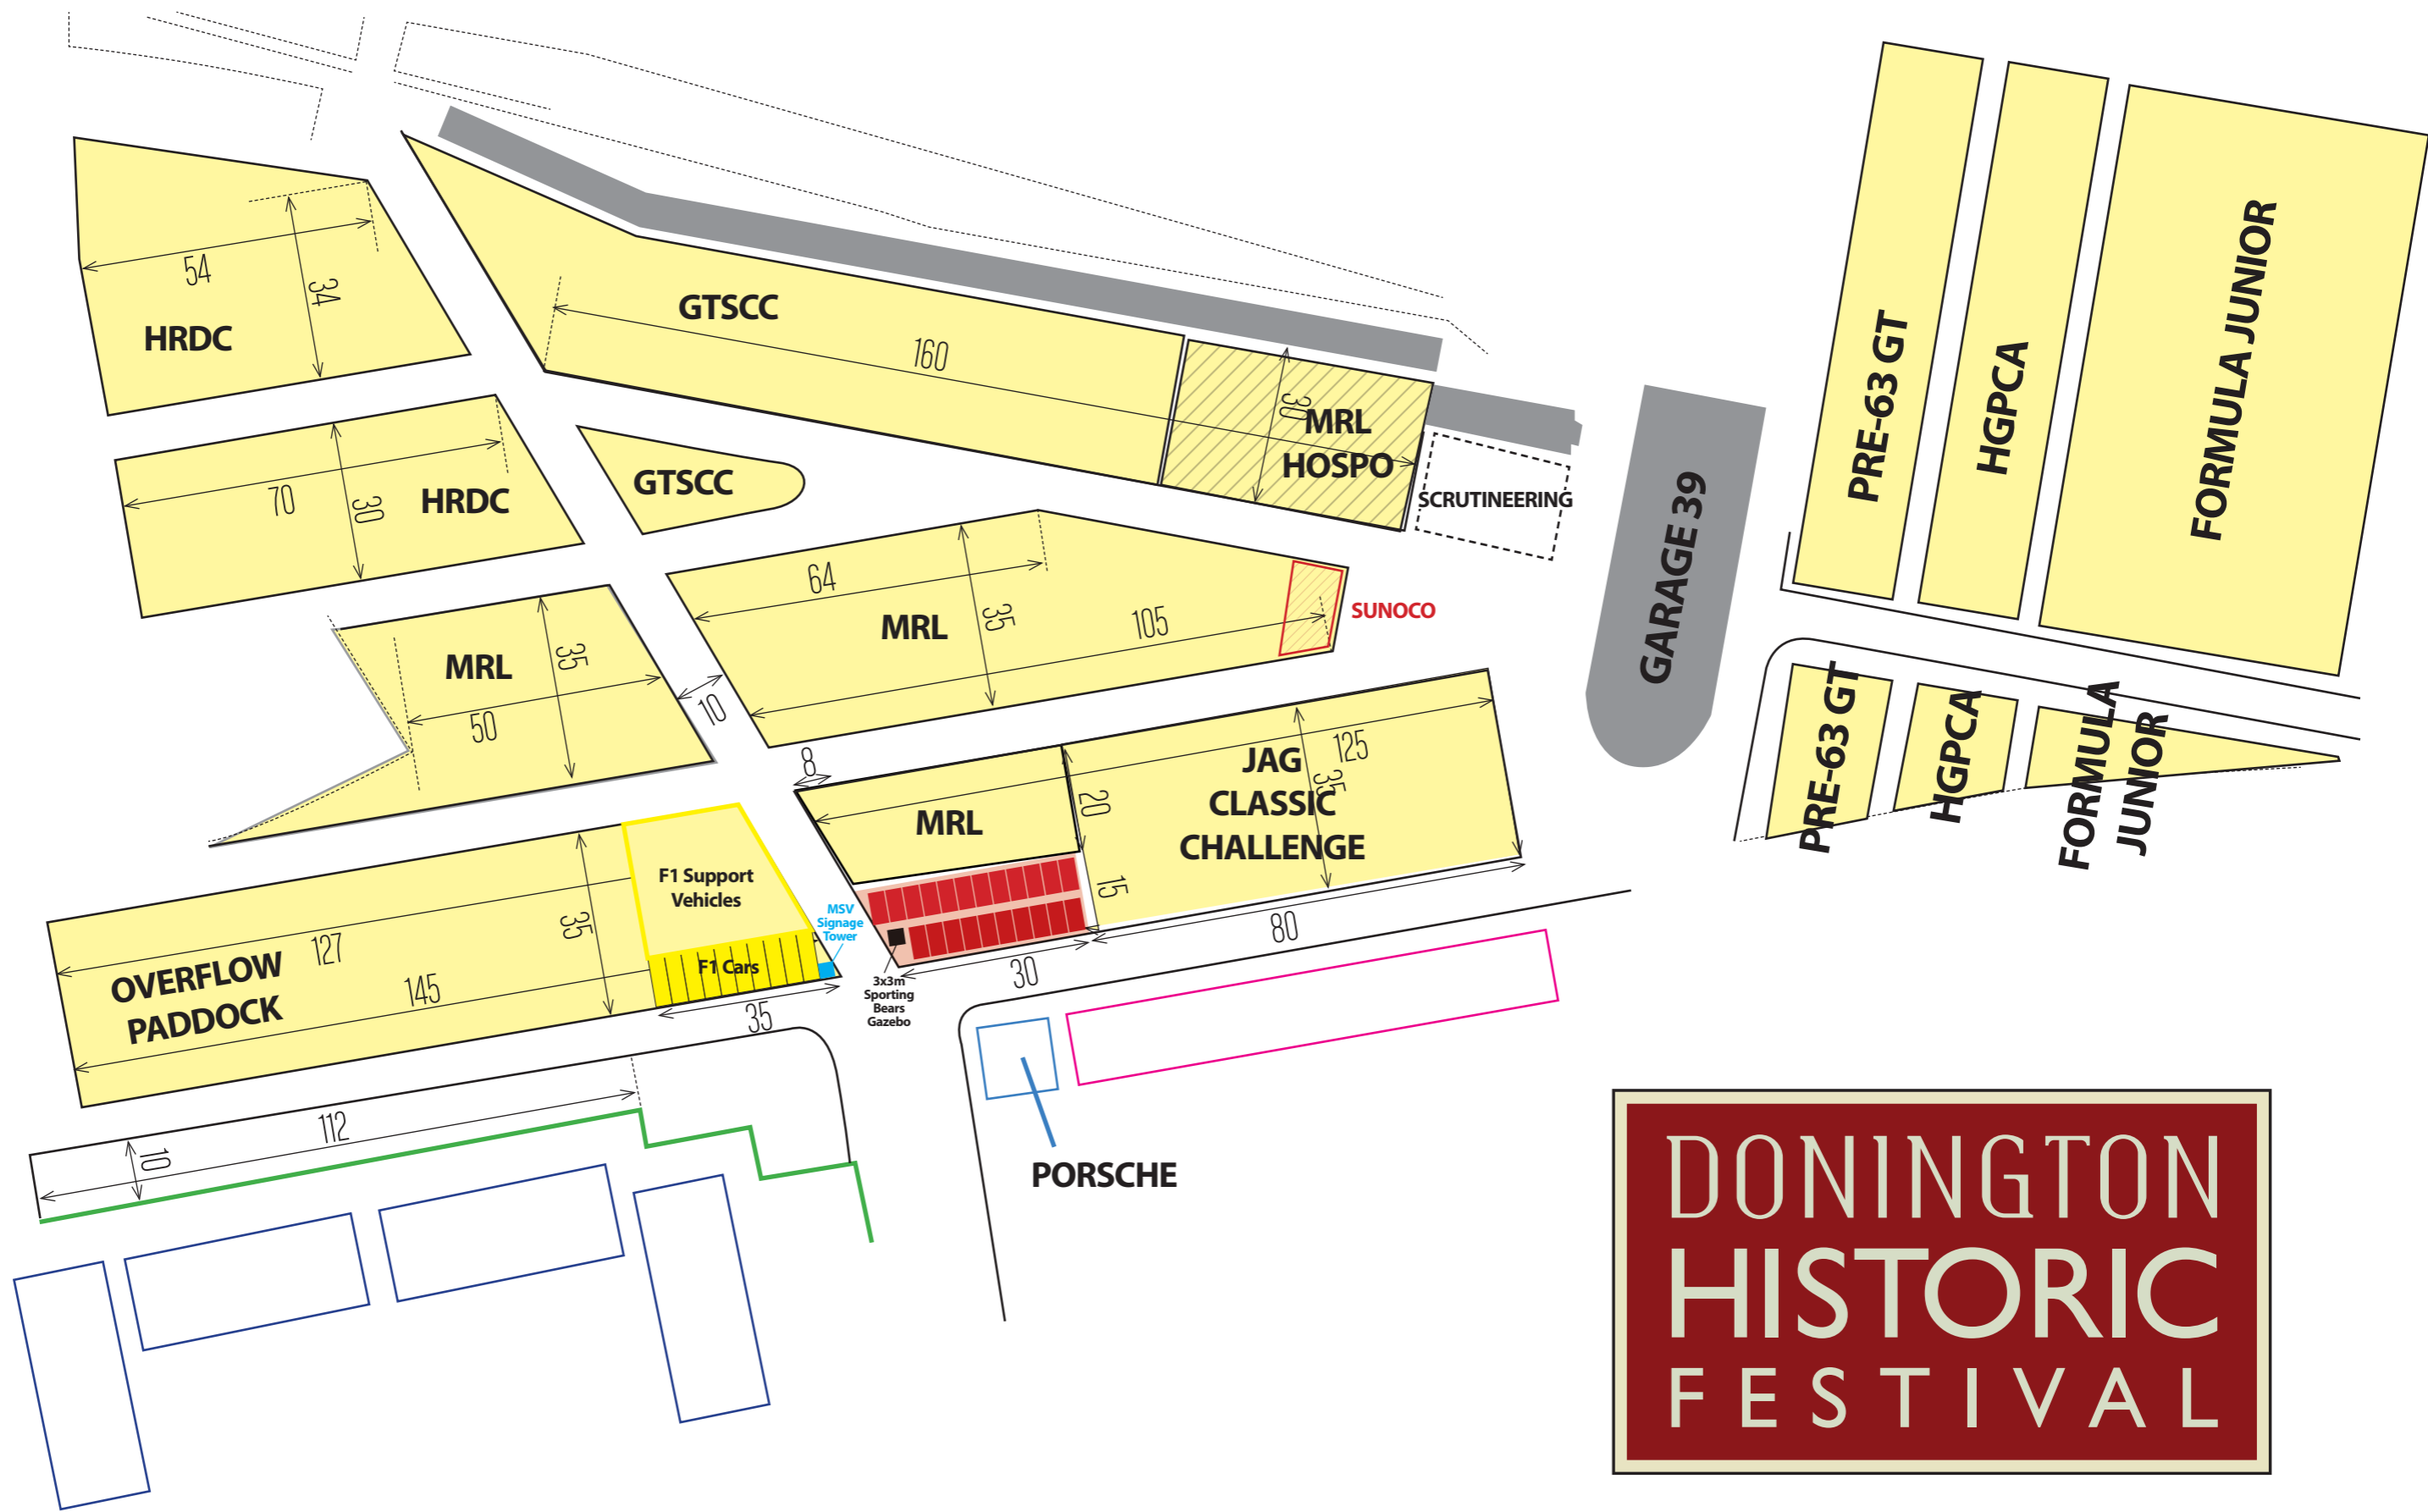 54
34
HRDC
70
30
HRDC
GTSCC
160
GTSCC
30
MRL
HOSPO
SCRUTINEERING
GARAGE 39
PRE-63 GT
HGPCA
FORMULA JUNIOR
PRE-63 GT
HGPCA
FORMULA
JUNIOR
MRL
35
50
10
64
MRL
35
105
SUNOCO
8
MRL
20
15
125
35
JAG
CLASSIC
CHALLENGE
80
30
F1 Support
Vehicles
F1 Cars
MSV
Signage
Tower
3x3m
Sporting
Bears
Gazebo
35
127
145
OVERFLOW
PADDOCK
35
112
10
PORSCHE
DONINGTON
HISTORIC
FESTIVAL